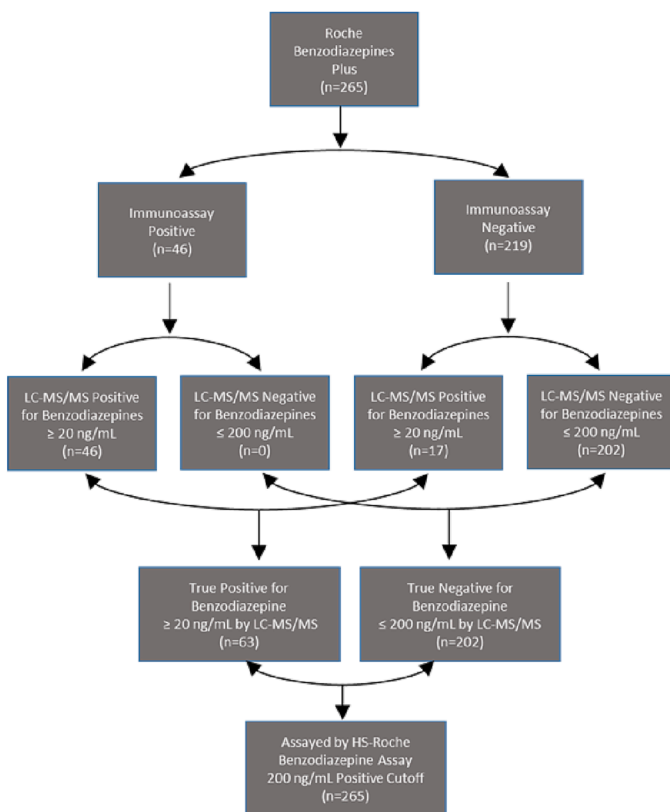 Roche
Benzodiazepines
Plus
(n=265)
Immunoassay
Positive
(n=46)
Immunoassay
Negative
(n=219)
LC-MS/MS Positive
for Benzodiazepines
≥ 20 ng/mL
(n=46)
LC-MS/MS Negative
for Benzodiazepines
≤ 200 ng/mL
(n=0)
LC-MS/MS Positive
for Benzodiazepines
≥ 20 ng/mL
(n=17)
LC-MS/MS Negative
for Benzodiazepines
≤ 200 ng/mL
(n=202)
True Positive for
Benzodiazepine
≥ 20 ng/mL by LC-MS/MS
(n=63)
True Negative for
Benzodiazepine
≤ 200 ng/mL by LC-MS/MS
(n=202)
Assayed by HS-Roche
Benzodiazepine Assay
200 ng/mL Positive Cutoff
(n=265)